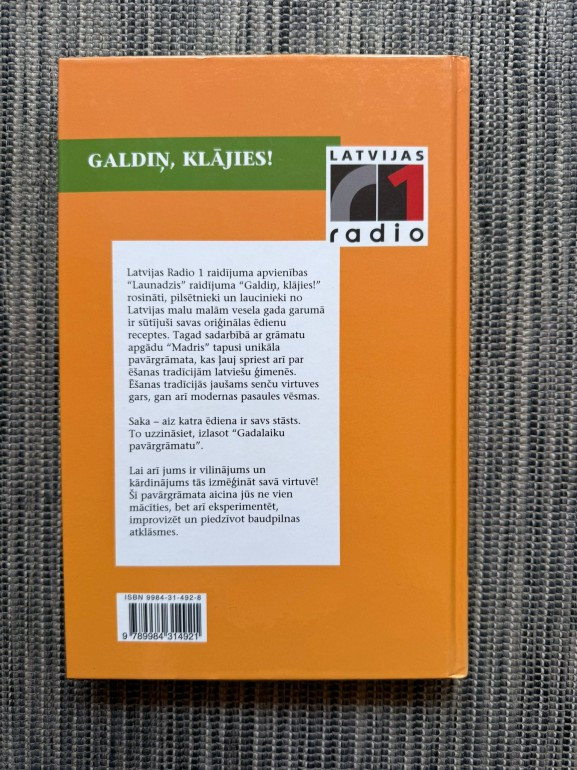 GALDIŅ, KLĀJIES!
LATVIJAS
r1
radio
Latvijas Radio 1 raidījuma apvienības
“Launadzis” raidījuma “Galdiņ, klājies!”
rosināti, pilsētnieki un laucinieki no
Latvijas malu malām vesela gada garumā
ir sūtījuši savas oriģinālas ēdienu
receptes. Tagad sadarbībā ar grāmatu
apgādu “Madris” tapusi unikāla
pavārgrāmata, kas ļauj spriest arī par
ēšanas tradīcijām latviešu ģimenēs.
Ēšanas tradīcijās jaušams senču virtuves
gars, gan arī modernas pasaules vēsmas.
Saka – aiz katra ēdiena ir savs stāsts.
To uzzināsiet, izlasot “Gadalaiku
pavārgrāmatu”.
Lai arī jums ir vilinājums un
kārdinājums tās izmēģināt savā virtuvē!
Šī pavārgrāmata aicina jūs ne vien
mācīties, bet arī eksperimentēt,
improvizēt un piedzīvot baudpilnas
atklāsmes.
ISBN 9984-31-492-8
9 789984 314921